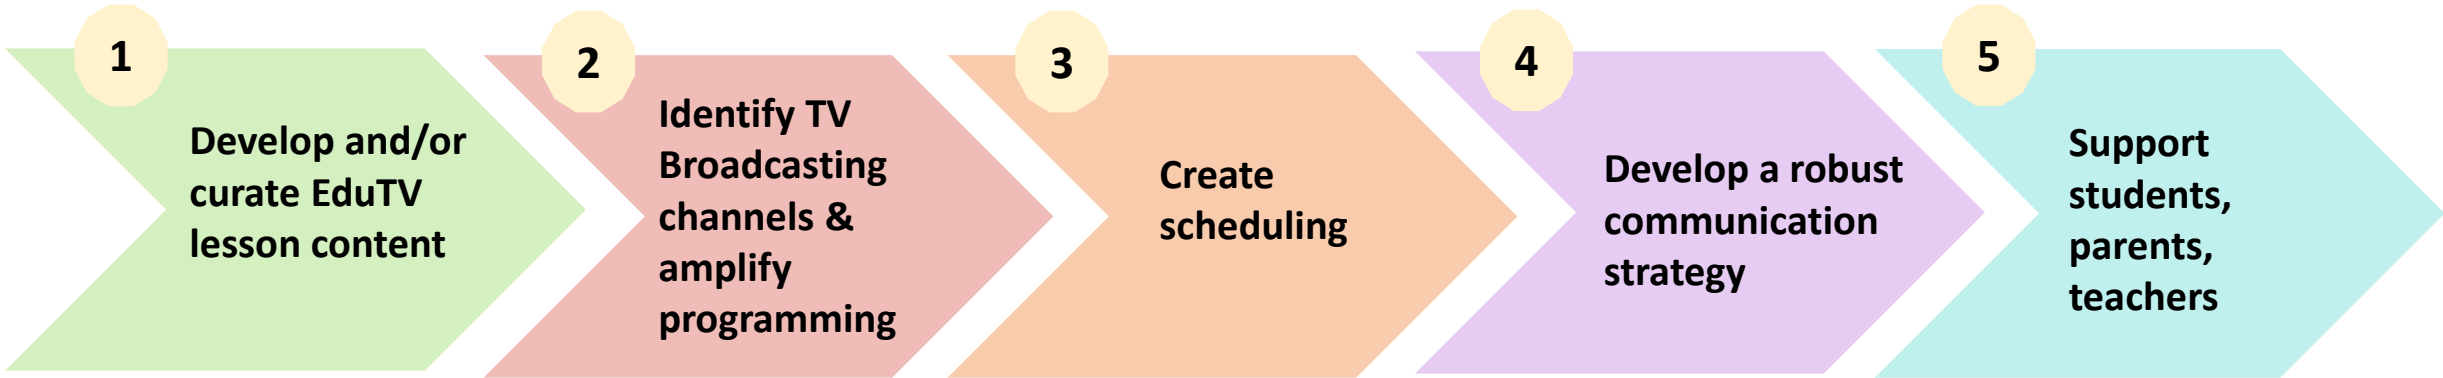 1
Develop and/or
curate EduTV
lesson content
2
Identify TV
Broadcasting
channels &
amplify
programming
3
Create
scheduling
4
Develop a robust
communication
strategy
5
Support
students,
parents,
teachers